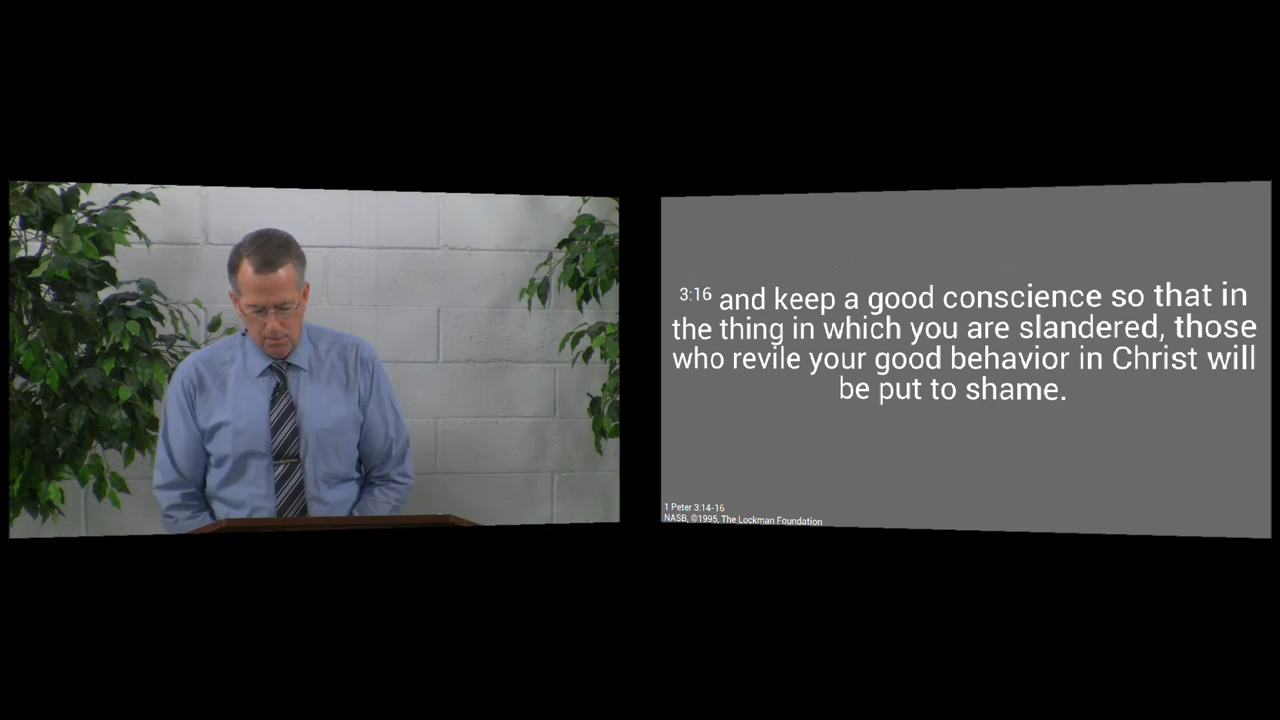 3:16 and keep a good conscience so that in
the thing in which you are slandered, those
who revile your good behavior in Christ will
be put to shame.
1 Peter 3:14-16
NASB, ©1995, The Lockman Foundation